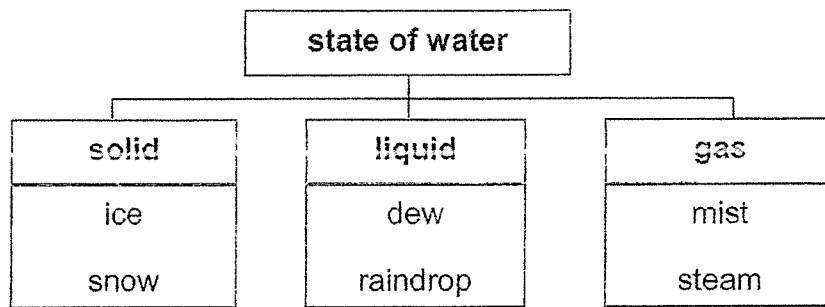 state of water
solid
liquid
gas
ice
dew
mist
snow
raindrop
steam